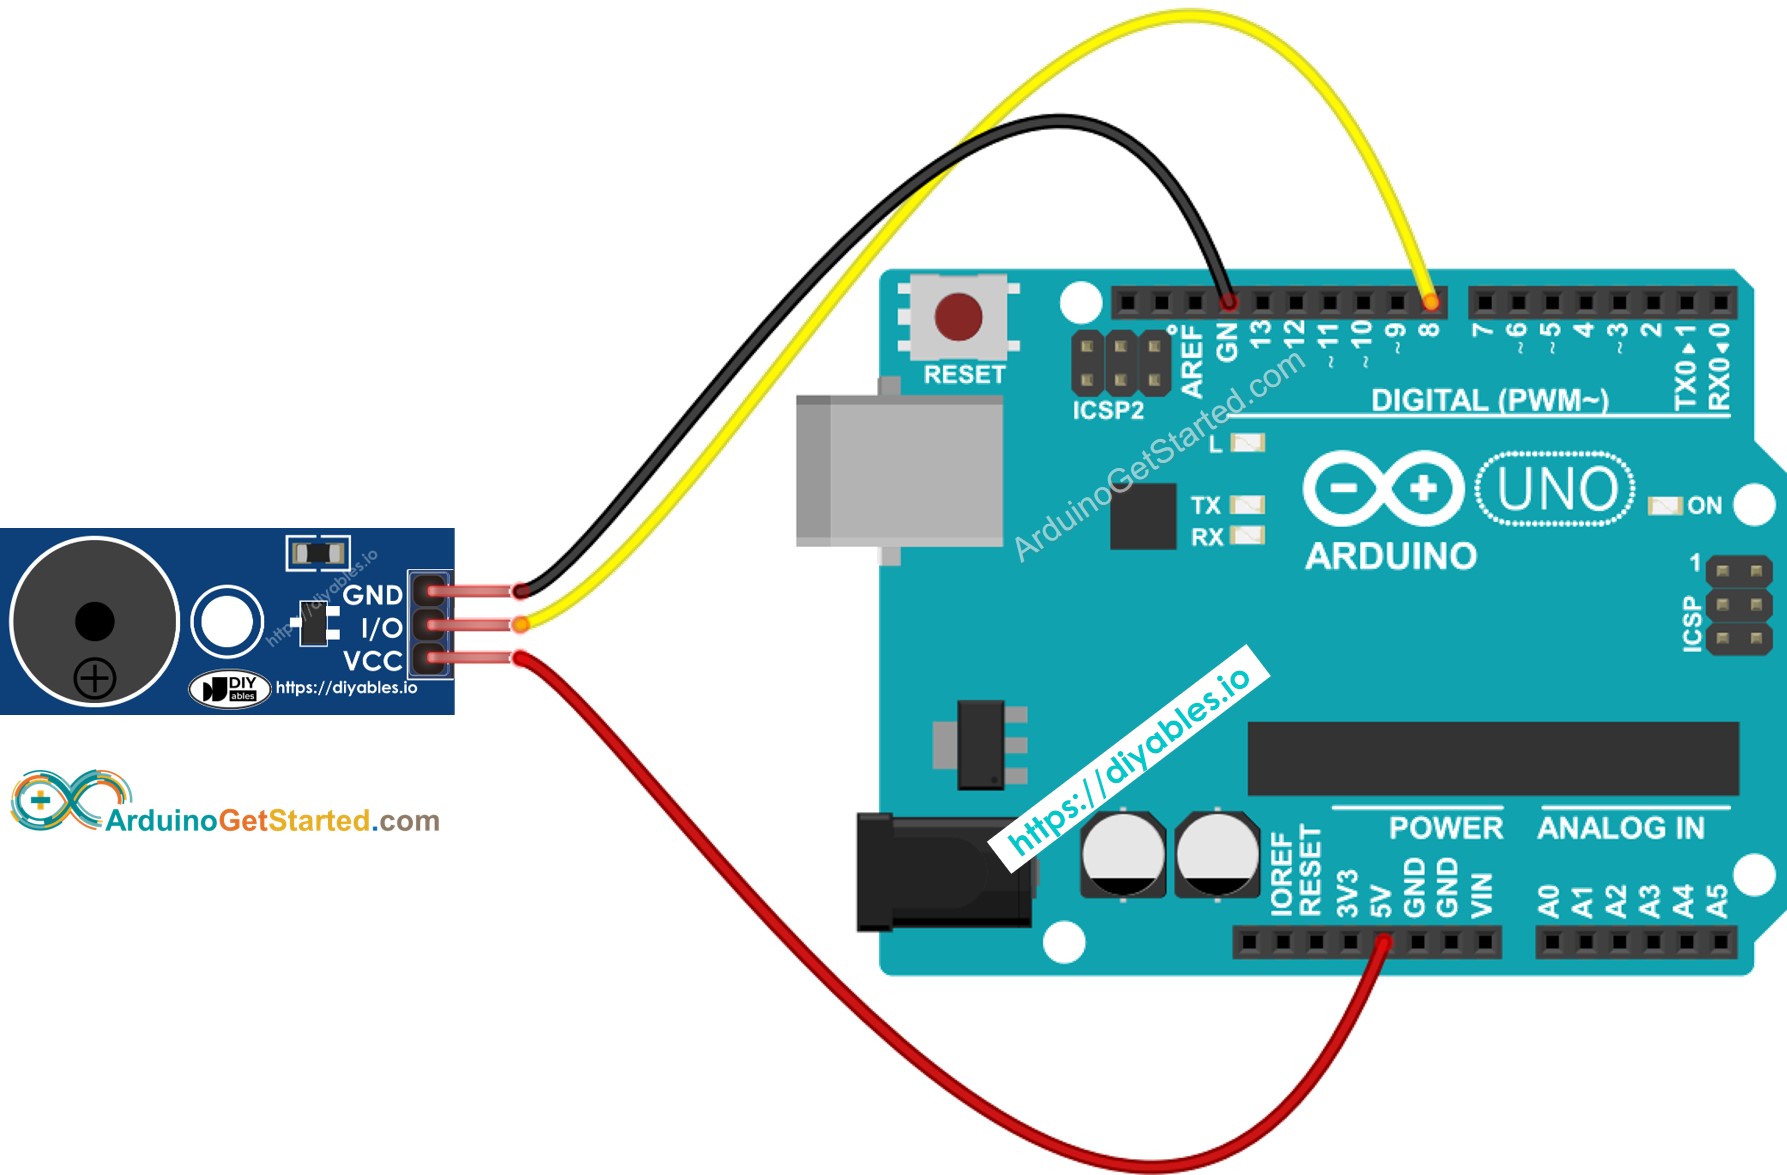 RESET
ICSP2
AREF
GN
13
12
~11
~10
~9
8
7
~6
~5
4
~3
2
TX0▸1
RX0◂0
DIGITAL (PWM~)
L
TX
RX
ARDUINO
UNO
ON
1
ICSP
ArduinoGetStarted.com
GND
I/O
VCC
https://diyables.io
DIY
ables
https://diyables.io
https://diyables.io
ArduinoGetStarted.com
POWER
ANALOG IN
IOREF
RESET
3V3
5V
GND
GND
VIN
A0
A1
A2
A3
A4
A5